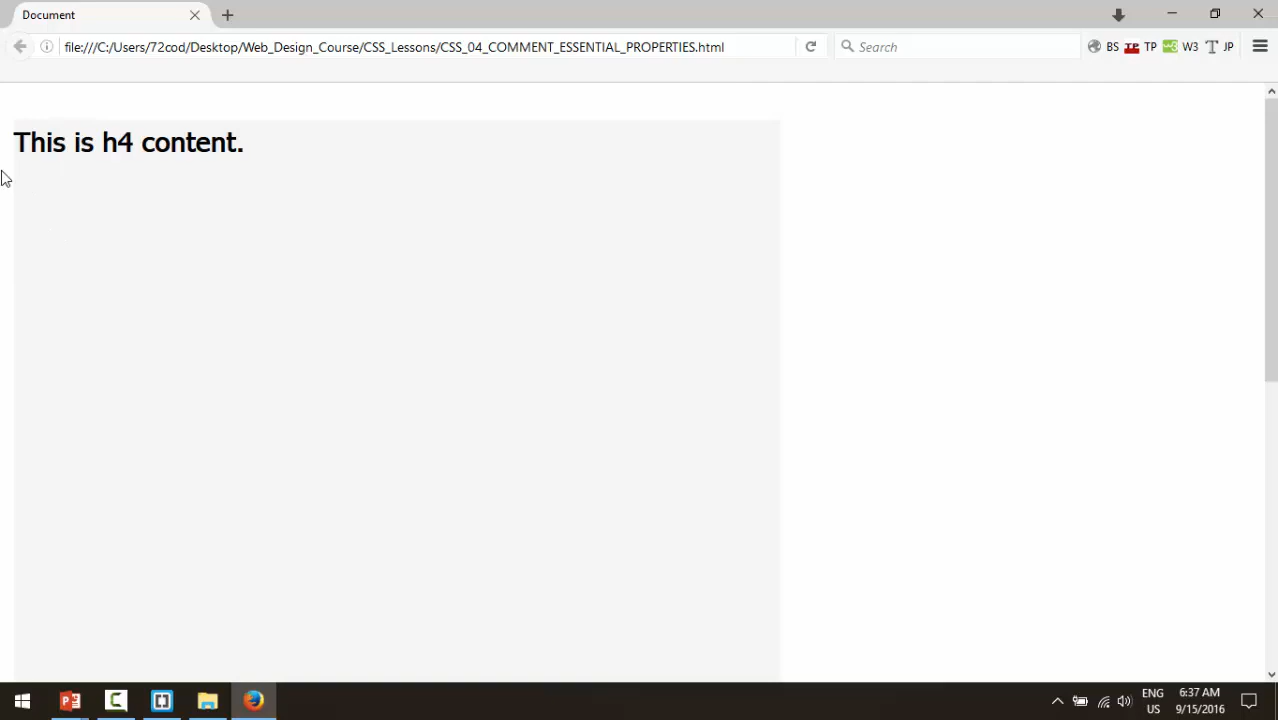 Document
file:///C:/Users/72cod/Desktop/Web_Design_Course/CSS_Lessons/CSS_04_COMMENT_ESSENTIAL_PROPERTIES.html
Search
BS
TP
TP
W3
T
JP
This is h4 content.
ENG
US
6:37 AM
9/15/2016